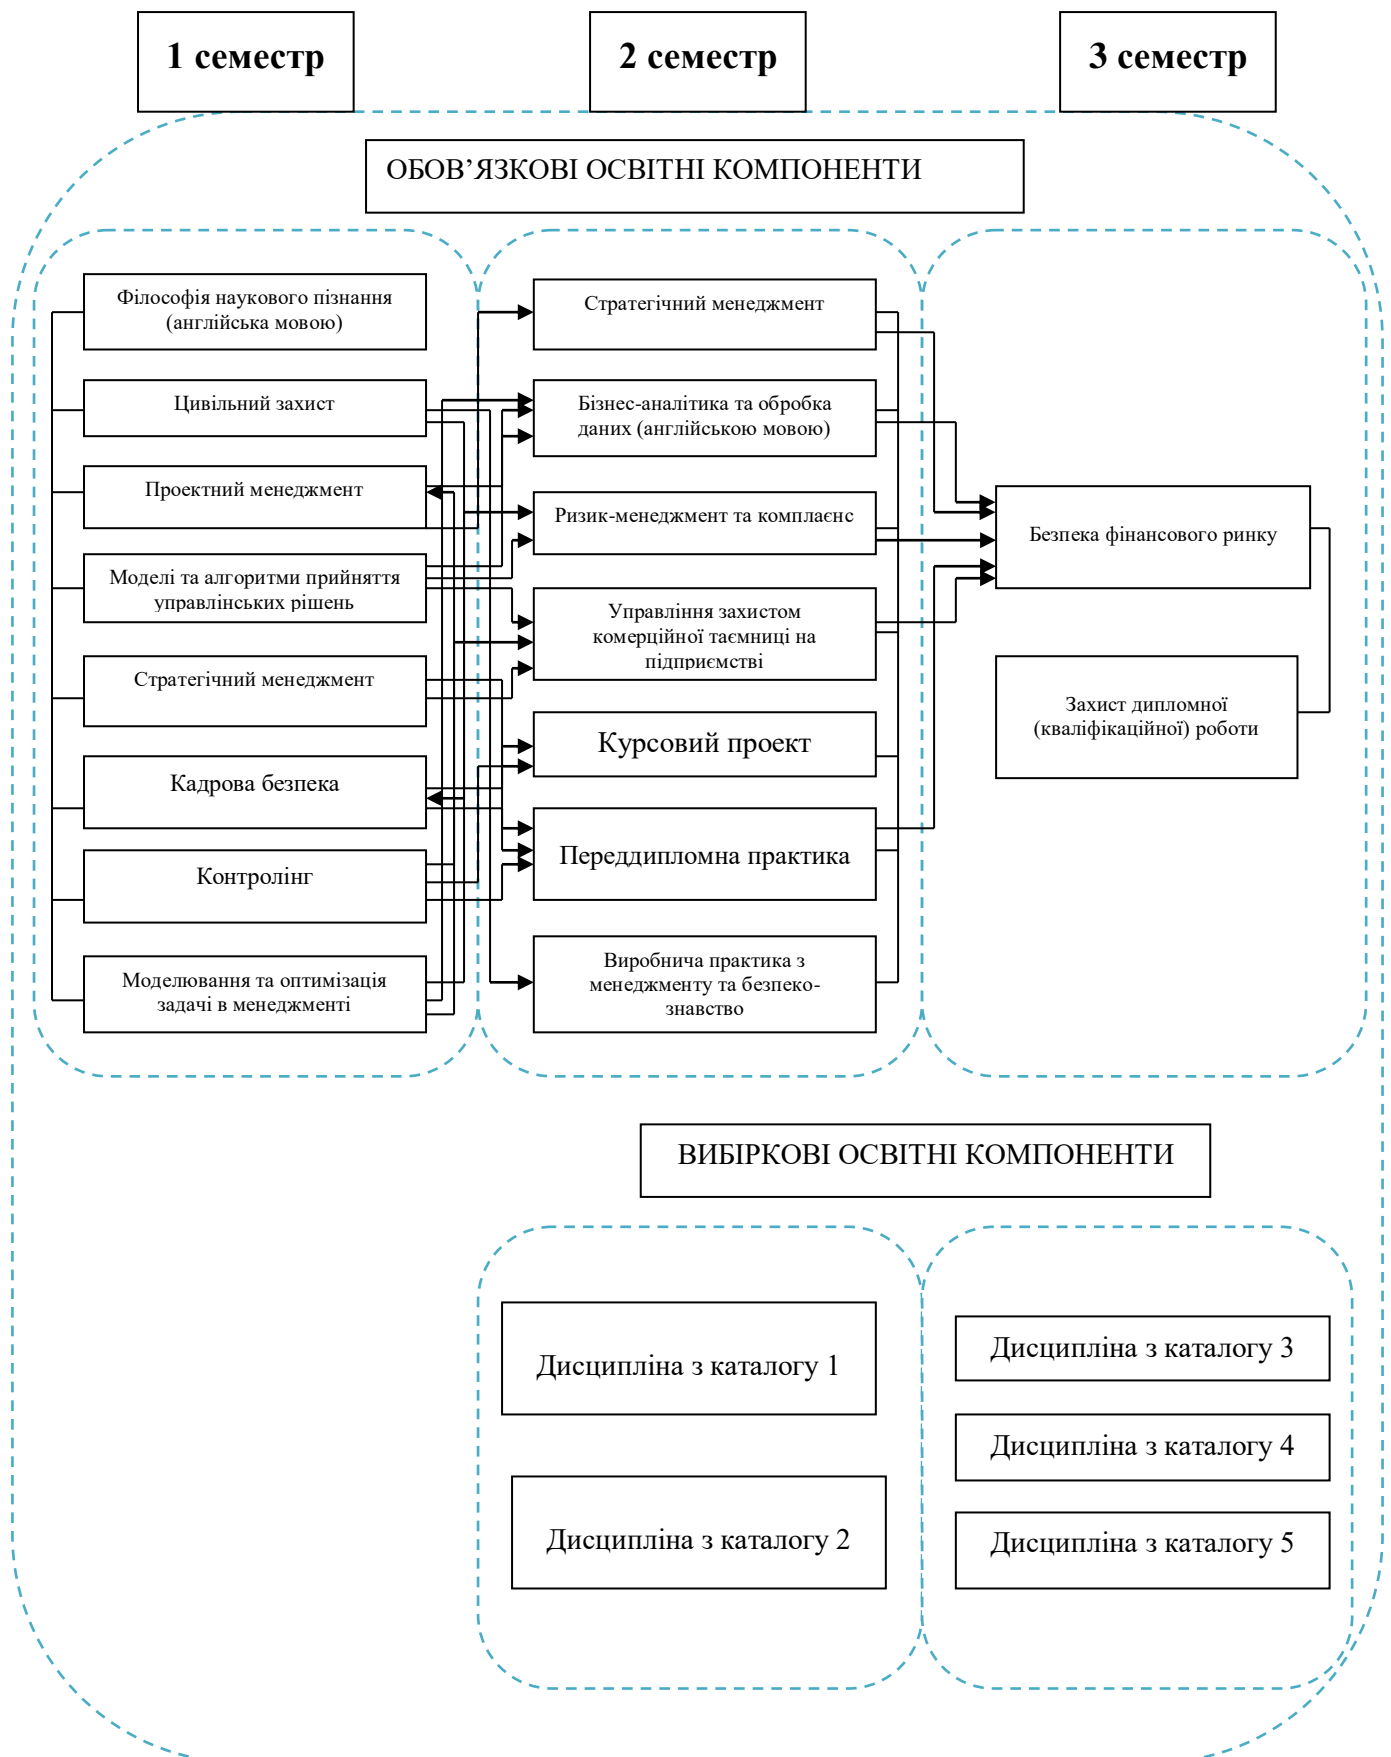 1 семестр
2 семестр
3 семестр
ОБОВ’ЯЗКОВІ ОСВІТНІ КОМПОНЕНТИ
Філософія наукового пізнання
(англійська мовою)
Цивільний захист
Проектний менеджмент
Моделі та алгоритми прийняття
управлінських рішень
Стратегічний менеджмент
Кадрова безпека
Контролінг
Моделювання та оптимізація
задачі в менеджменті
Стратегічний менеджмент
Бізнес-аналітика та обробка
даних (англійською мовою)
Ризик-менеджмент та комплаєнс
Управління захистом
комерційної таємниці на
підприємстві
Курсовий проект
Переддипломна практика
Виробнича практика з
менеджменту та безпеко-
знавство
Безпека фінансового ринку
Захист дипломної
(кваліфікаційної) роботи
ВИБІРКОВІ ОСВІТНІ КОМПОНЕНТИ
Дисципліна з каталогу 1
Дисципліна з каталогу 2
Дисципліна з каталогу 3
Дисципліна з каталогу 4
Дисципліна з каталогу 5